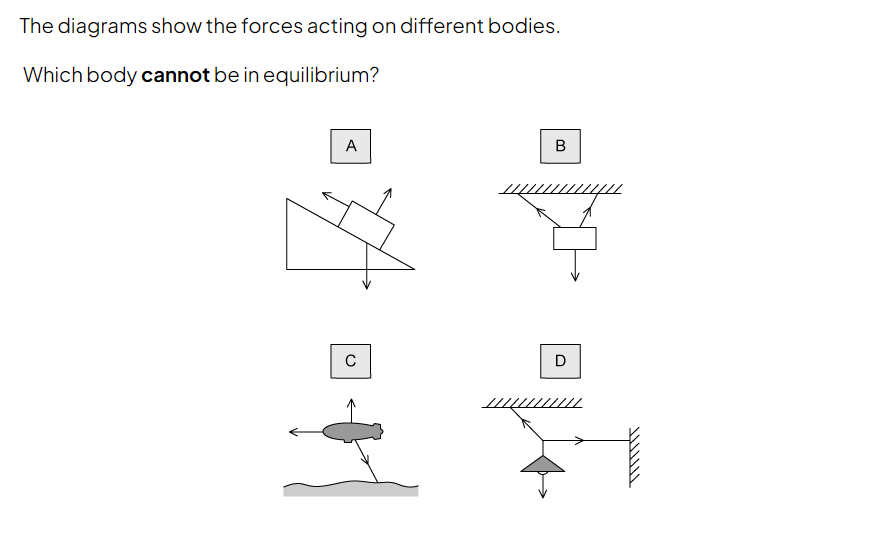 The diagrams show the forces acting on different bodies.
Which body cannot be in equilibrium?
A
B
C
D